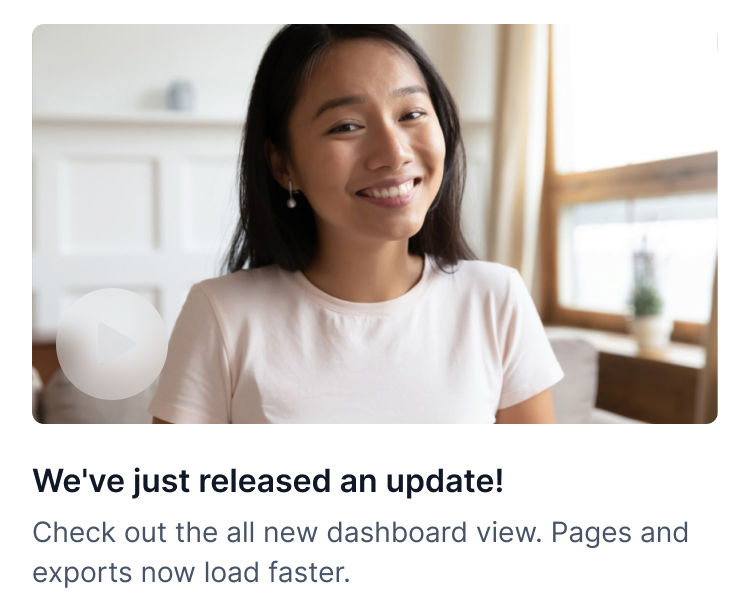 We've just released an update!
Check out the all new dashboard view. Pages and
exports now load faster.